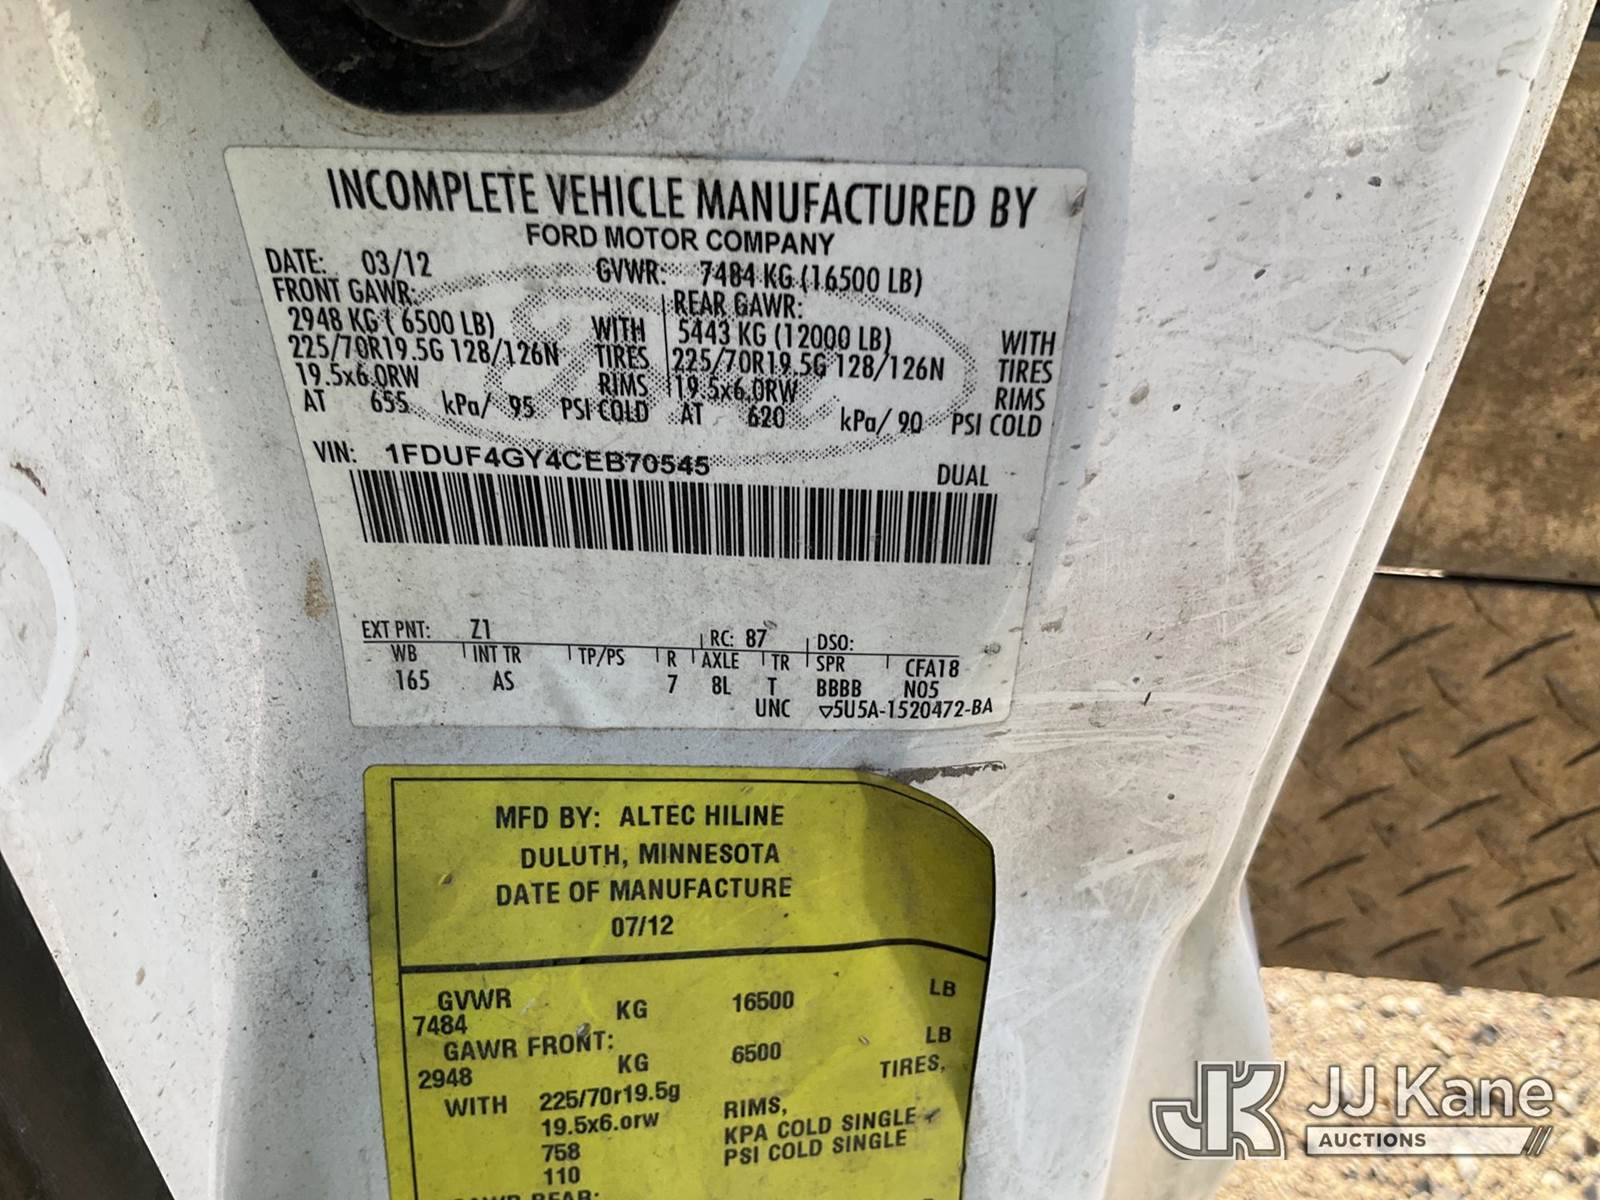 INCOMPLETE VEHICLE MANUFACTURED BY
FORD MOTOR COMPANY
DATE: 03/12 GVWR: 7484 KG (16500 LB)
FRONT GAWR: REAR GAWR:
2948 KG ( 6500 LB) WITH 5443 KG (12000 LB) WITH
225/70R19.5G 128/126N TIRES 225/70R19.5G 128/126N TIRES
19.5x6.0RW RIMS 19.5x6.0RW RIMS
AT 655 kPa/ 95 PSI COLD AT 620 kPa/ 90 PSI COLD
VIN: 1FDUF4GY4CEB70545 DUAL
EXT PNT: Z1 RC: 87 DSO:
WB INT TR TP/PS R AXLE TR SPR CFA18
165 AS 7 8L T BBBB N05
UNC ▽5U5A-1520472-BA
MFD BY: ALTEC HILINE
DULUTH, MINNESOTA
DATE OF MANUFACTURE
07/12
GVWR KG 16500 LB
7484
GAWR FRONT: KG 6500 LB
2948 TIRES,
WITH 225/70r19.5g RIMS,
19.5x6.orw KPA COLD SINGLE
758 PSI COLD SINGLE
110
GAWR REAR:
JK JJ Kane
AUCTIONS